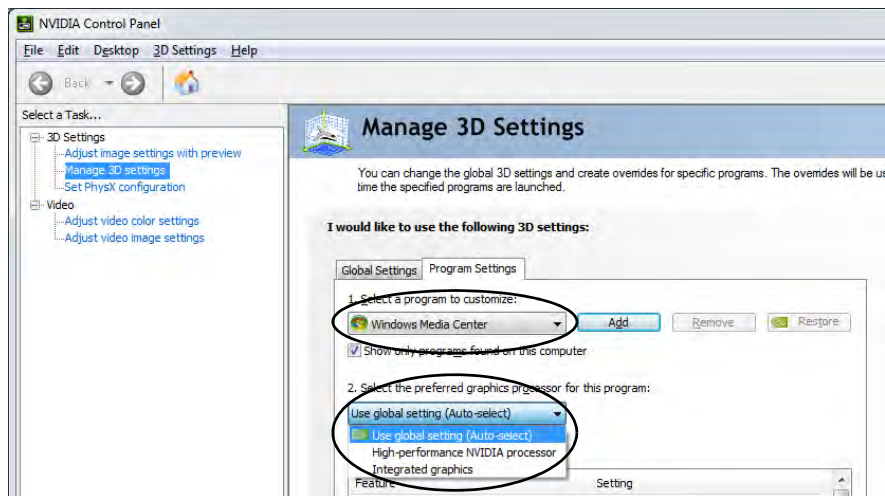 NVIDIA Control Panel
File Edit Desktop 3D Settings Help
Back
Select a Task...
3D Settings
Adjust image settings with preview
Manage 3D settings
Set PhysX configuration
Video
Adjust video color settings
Adjust video image settings
Manage 3D Settings
You can change the global 3D settings and create overrides for specific programs. The overrides will be us
time the specified programs are launched.
I would like to use the following 3D settings:
Global Settings Program Settings
1. Select a program to customize:
Windows Media Center Add Remove Restore
Show only programs found on this computer
2. Select the preferred graphics processor for this program:
Use global setting (Auto-select)
Use global setting (Auto-select)
High-performance NVIDIA processor
Integrated graphics
Feature Setting